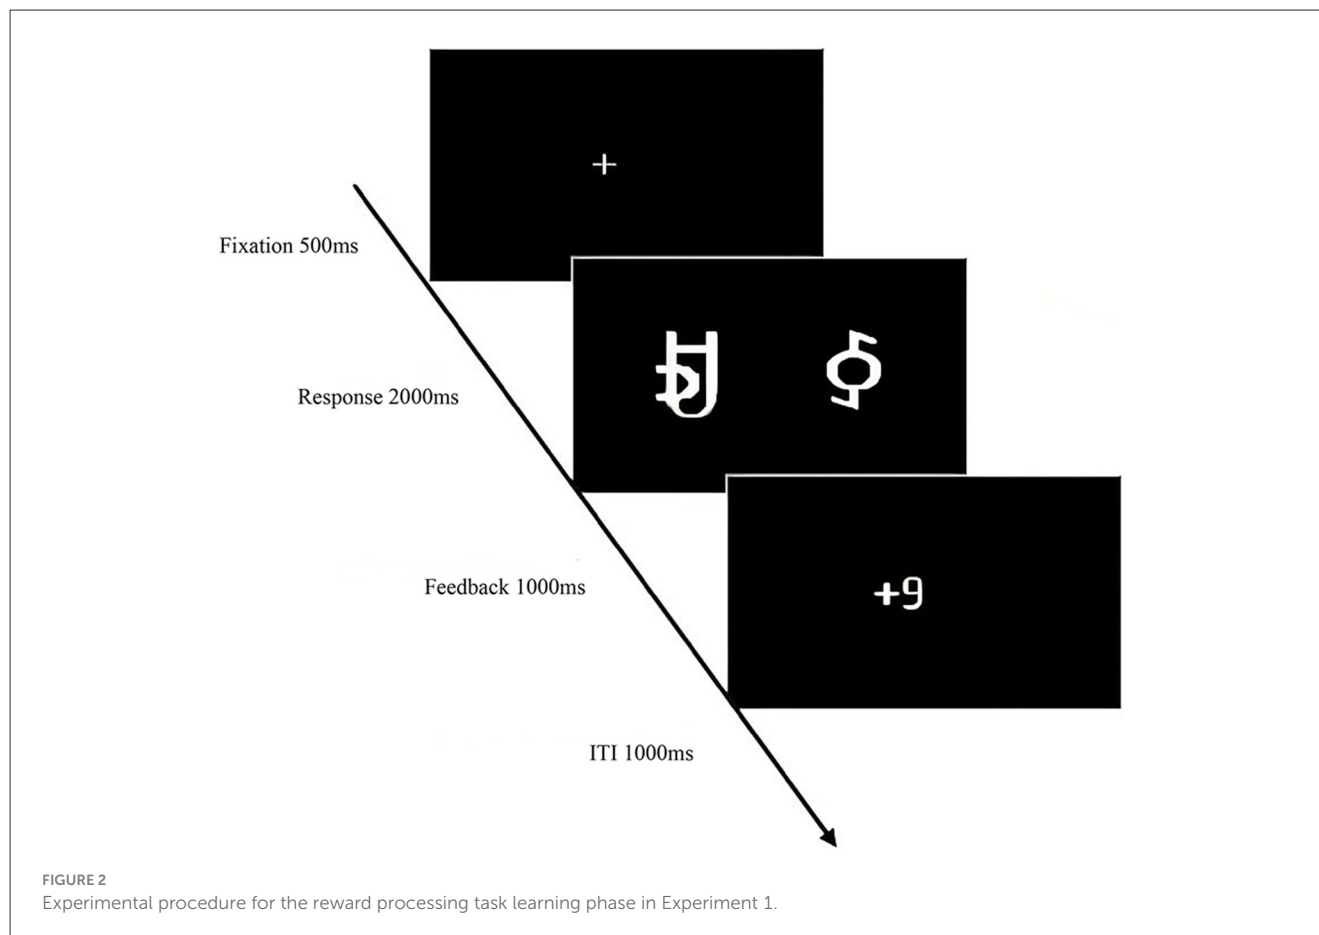 +
Fixation 500ms
Response 2000ms
Feedback 1000ms
+9
ITI 1000ms
FIGURE 2
Experimental procedure for the reward processing task learning phase in Experiment 1.